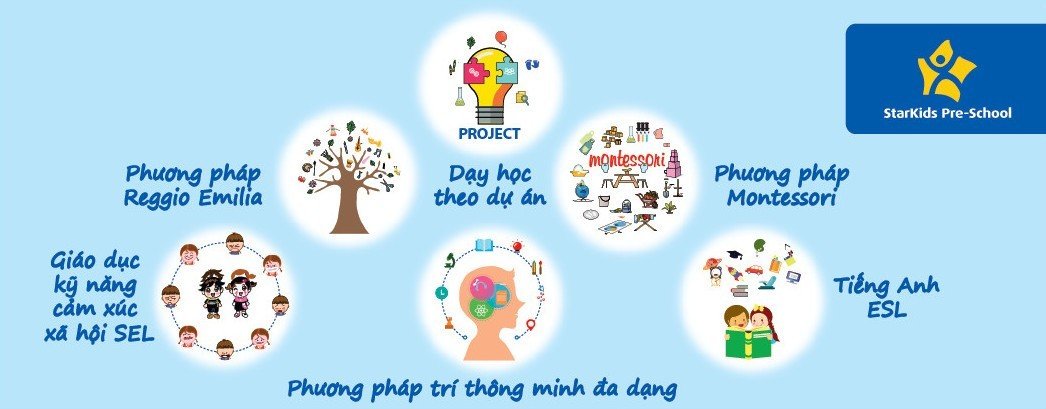 StarKids Pre-School
PROJECT
Dạy học
theo dự án
Phương pháp
Reggio Emilia
montessori
Phương pháp
Montessori
Giáo dục
kỹ năng
cảm xúc
xã hội SEL
Tiếng Anh
ESL
Phương pháp trí thông minh đa dạng